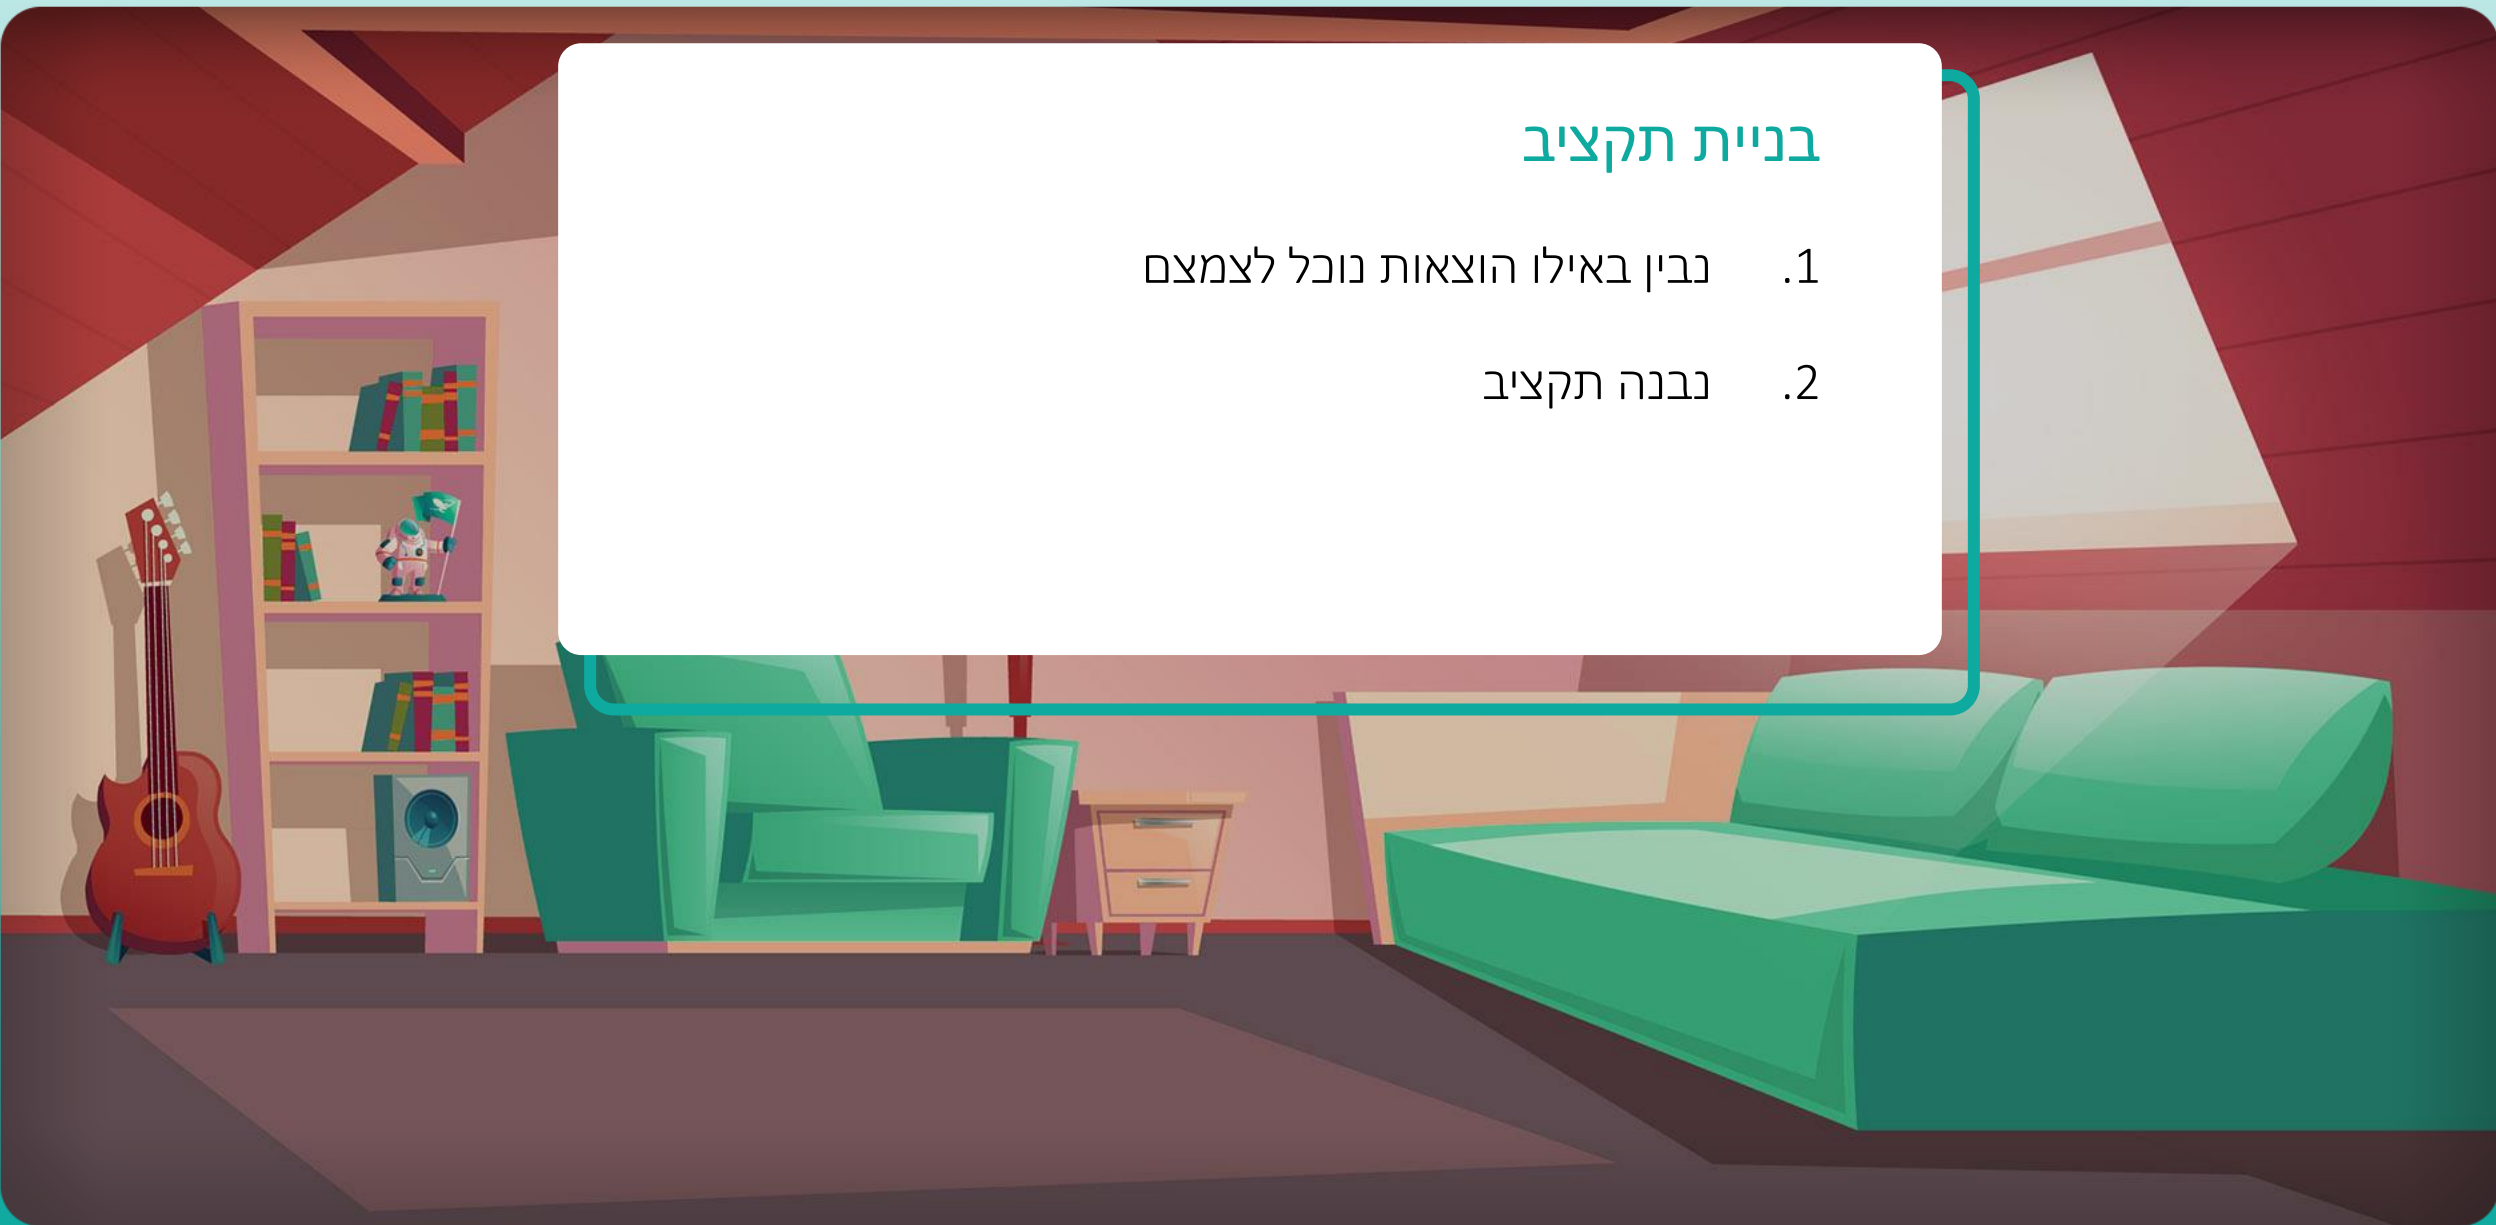 בניית תקציב
1. נבין באילו הוצאות נוכל לצמצם
2. נבנה תקציב